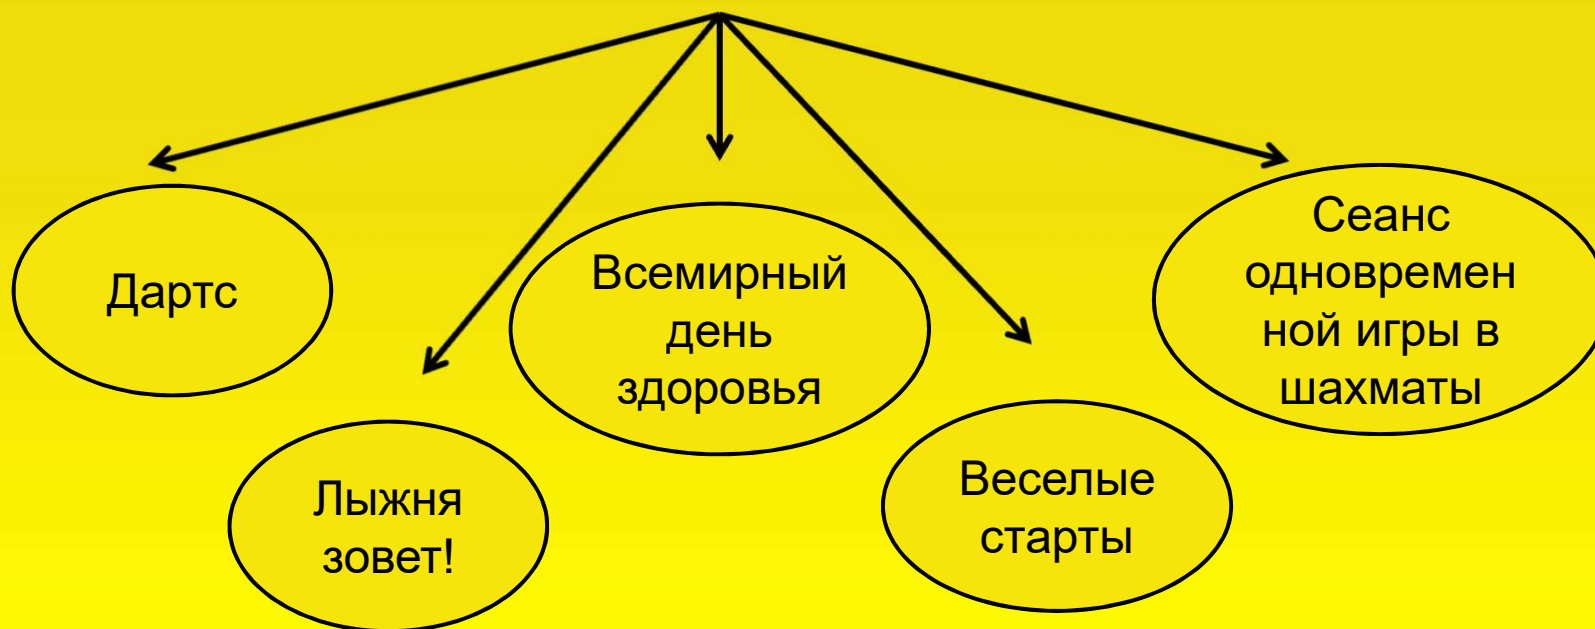 Дартс
Лыжня
зовет!
Всемирный
день
здоровья
Веселые
старты
Сеанс
одновремен
ной игры в
шахматы